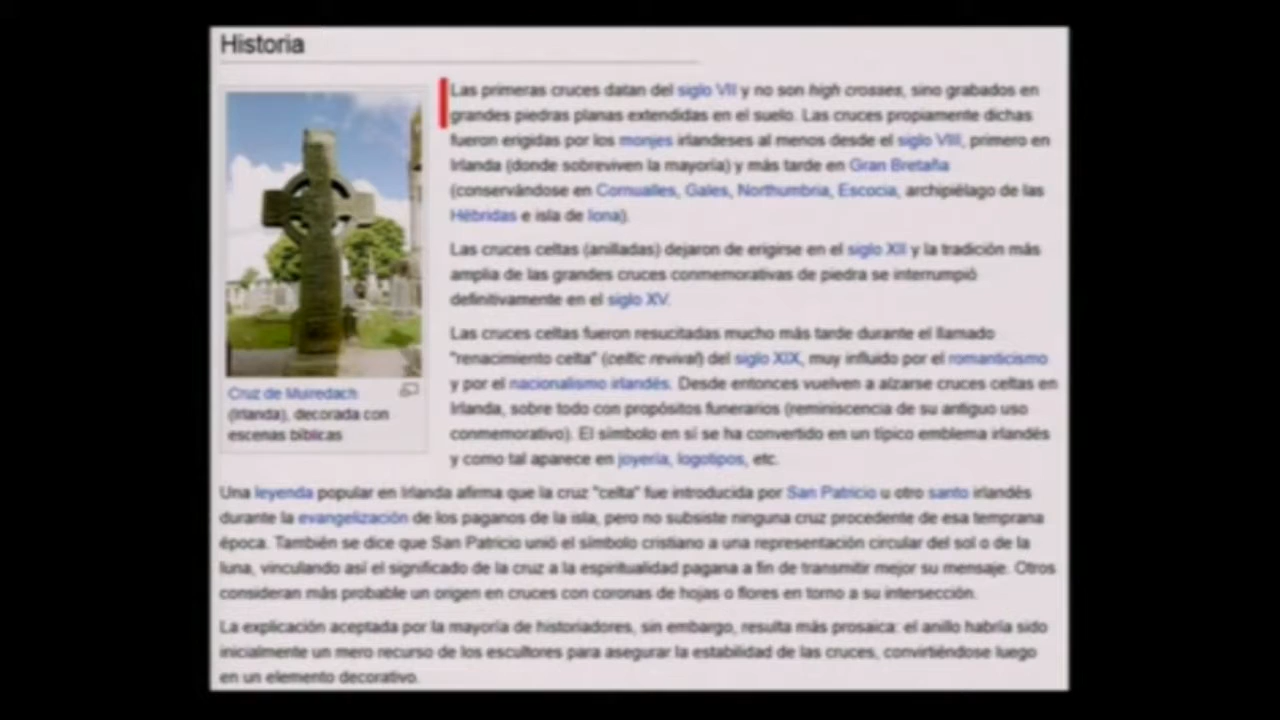 Historia
Las primeras cruces datan del siglo VII y no son high crosses, sino grabados en
grandes piedras planas extendidas en el suelo. Las cruces propiamente dichas
fueron erigidas por los monjes irlandeses al menos desde el siglo VIII, primero en
Irlanda (donde sobreviven la mayoría) y más tarde en Gran Bretaña
(conservándose en Cornualles, Gales, Northumbria, Escocia, archipiélago de las
Hébridas e isla de Iona).
Las cruces celtas (anilladas) dejaron de erigirse en el siglo XII y la tradición más
amplia de las grandes cruces conmemorativas de piedra se interrumpió
definitivamente en el siglo XV.
Las cruces celtas fueron resucitadas mucho más tarde durante el llamado
"renacimiento celta" (celtic revival) del siglo XIX, muy influido por el romanticismo
y por el nacionalismo irlandés. Desde entonces vuelven a alzarse cruces celtas en
Irlanda, sobre todo con propósitos funerarios (reminiscencia de su antiguo uso
conmemorativo). El símbolo en sí se ha convertido en un típico emblema irlandés
y como tal aparece en joyería, logotipos, etc.
Cruz de Muiredach
(Irlanda), decorada con
escenas bíblicas
Una leyenda popular en Irlanda afirma que la cruz "celta" fue introducida por San Patricio u otro santo irlandés
durante la evangelización de los paganos de la isla, pero no subsiste ninguna cruz procedente de esa temprana
época. También se dice que San Patricio unió el símbolo cristiano a una representación circular del sol o de la
luna, vinculando así el significado de la cruz a la espiritualidad pagana a fin de transmitir mejor su mensaje. Otros
consideran más probable un origen en cruces con coronas de hojas o flores en torno a su intersección.
La explicación aceptada por la mayoría de historiadores, sin embargo, resulta más prosaica: el anillo habría sido
inicialmente un mero recurso de los escultores para asegurar la estabilidad de las cruces, convirtiéndose luego
en un elemento decorativo.